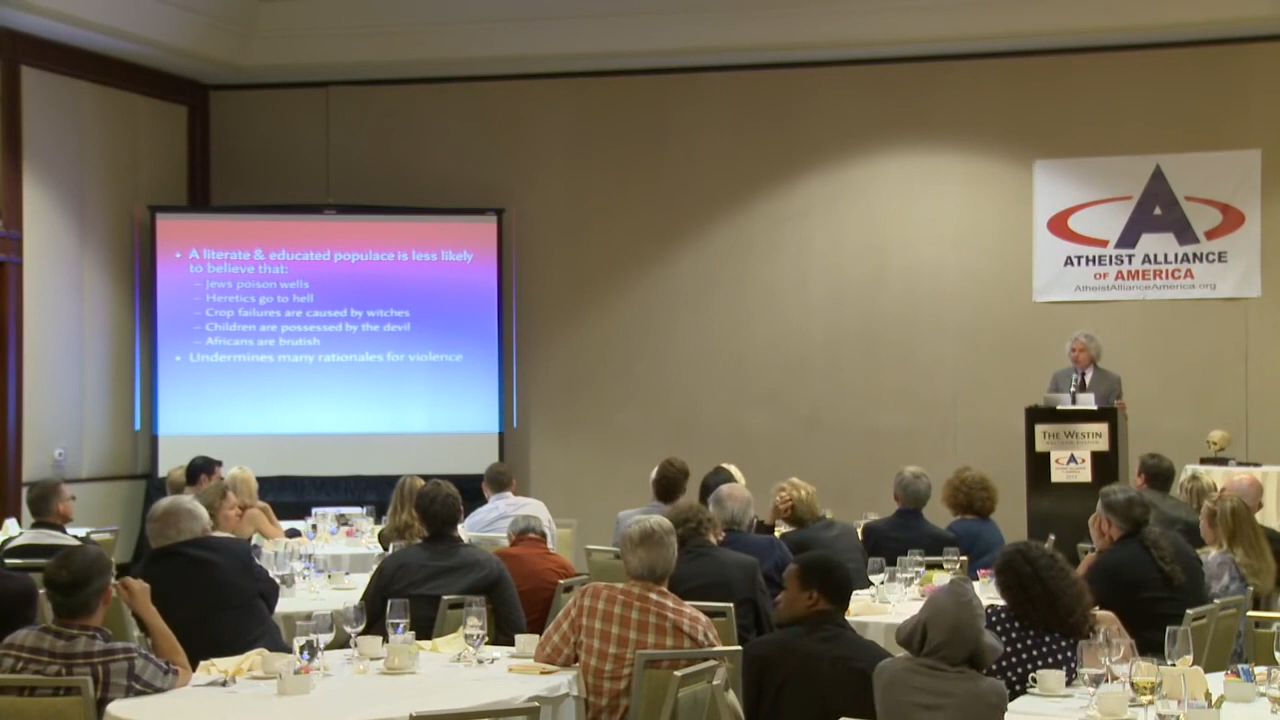 • A literate & educated populace is less likely
to believe that:
– Jews poison wells
– Heretics go to hell
– Crop failures are caused by witches
– Children are possessed by the devil
– Africans are brutish
• Undermines many rationales for violence
A
ATHEIST ALLIANCE
OF AMERICA
AtheistAllianceAmerica.org
THE WESTIN
A